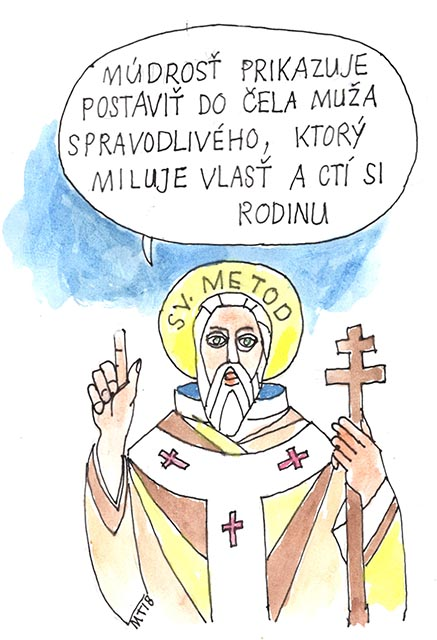 MÚDROSŤ PRIKAZUJE
POSTAVIŤ DO ČELA MUŽA
SPRAVODLIVÉHO, KTORÝ
MILUJE VLASŤ A CTÍ SI
RODINU
SV. METOD
MT18